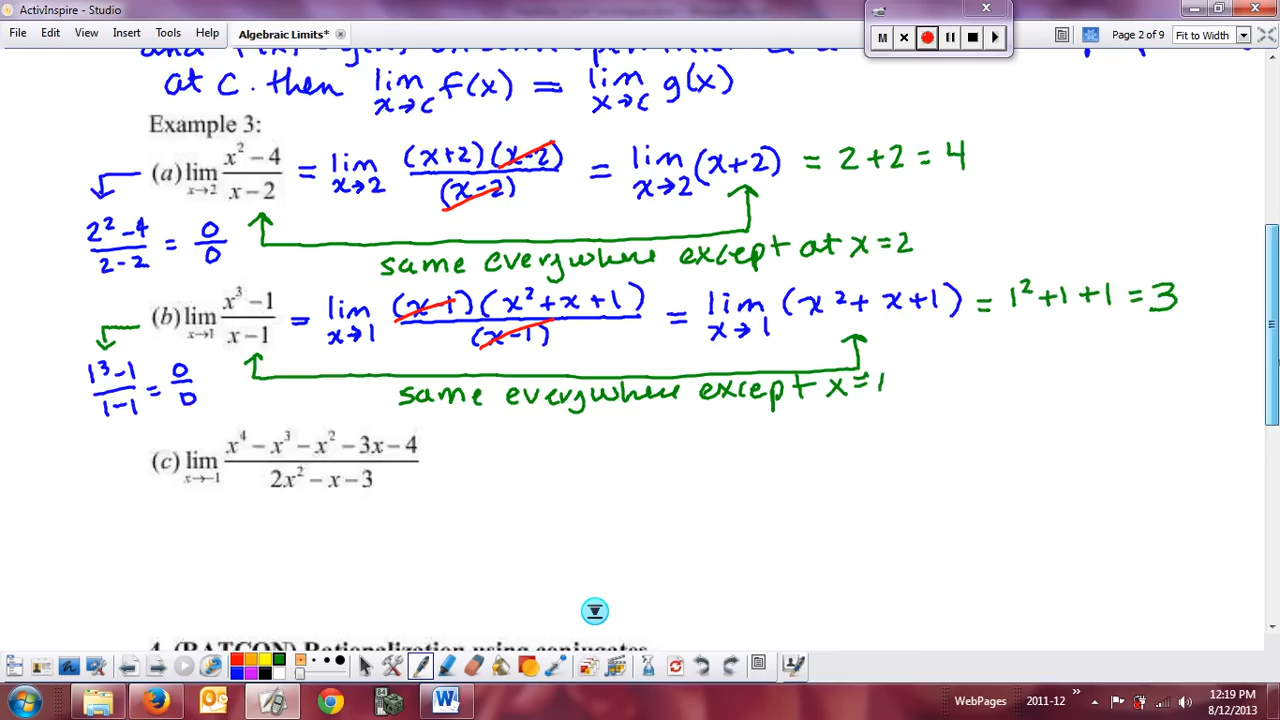 ActivInspire - Studio
File Edit View Insert Tools Help Algebraic Limits* Page 2 of 9 Fit to Width
M
at c. then lim x→c f(x) = lim x→c g(x)
Example 3:
(a) lim x→2 x² − 4 / x − 2 = lim x→2 (x+2)(x-2) / (x-2) = lim x→2 (x+2) = 2+2 = 4
2²-4 / 2-2 = 0/0
same everywhere except at x=2
(b) lim x→1 x³ − 1 / x − 1 = lim x→1 (x-1)(x²+x+1) / (x-1) = lim x→1 (x²+x+1) = 1²+1+1 = 3
1³-1 / 1-1 = 0/0
same everywhere except x=1
(c) lim x→−1 x⁴ − x³ − x² − 3x − 4 / 2x² − x − 3
4. (RATCON) Rationalization using conjugates
WebPages 2011-12 12:19 PM
8/12/2013